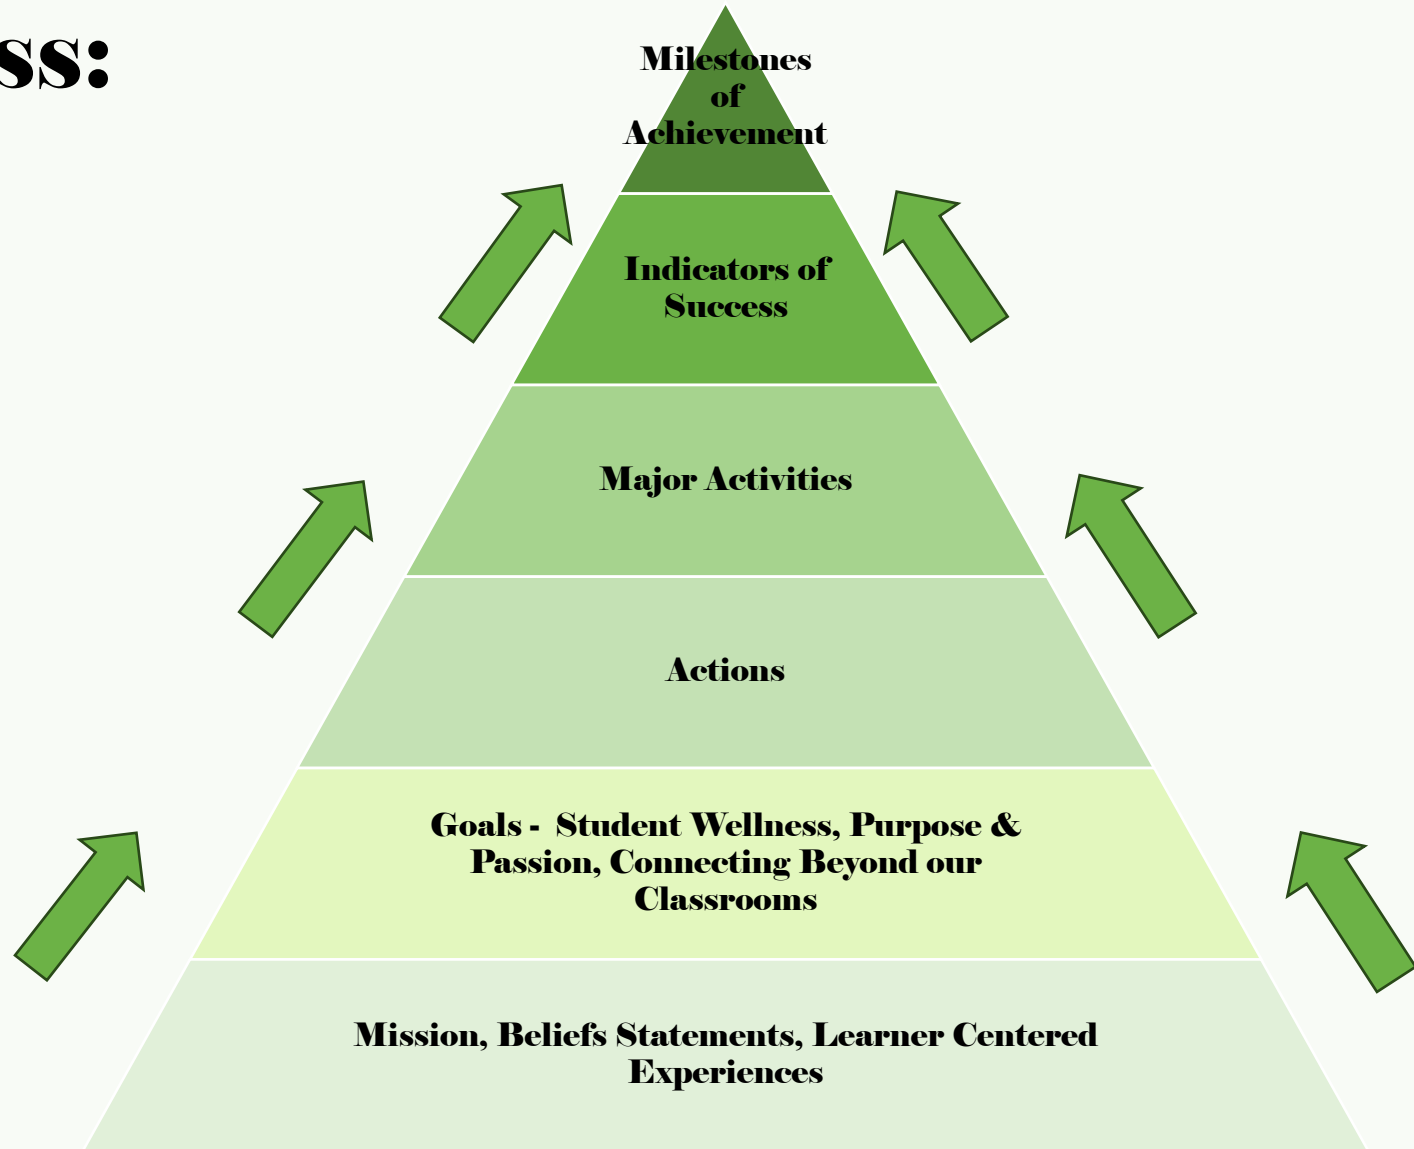 ss:
Milestones
of
Achievement
Indicators of
Success
Major Activities
Actions
Goals -  Student Wellness, Purpose &
Passion, Connecting Beyond our
Classrooms
Mission, Beliefs Statements, Learner Centered
Experiences